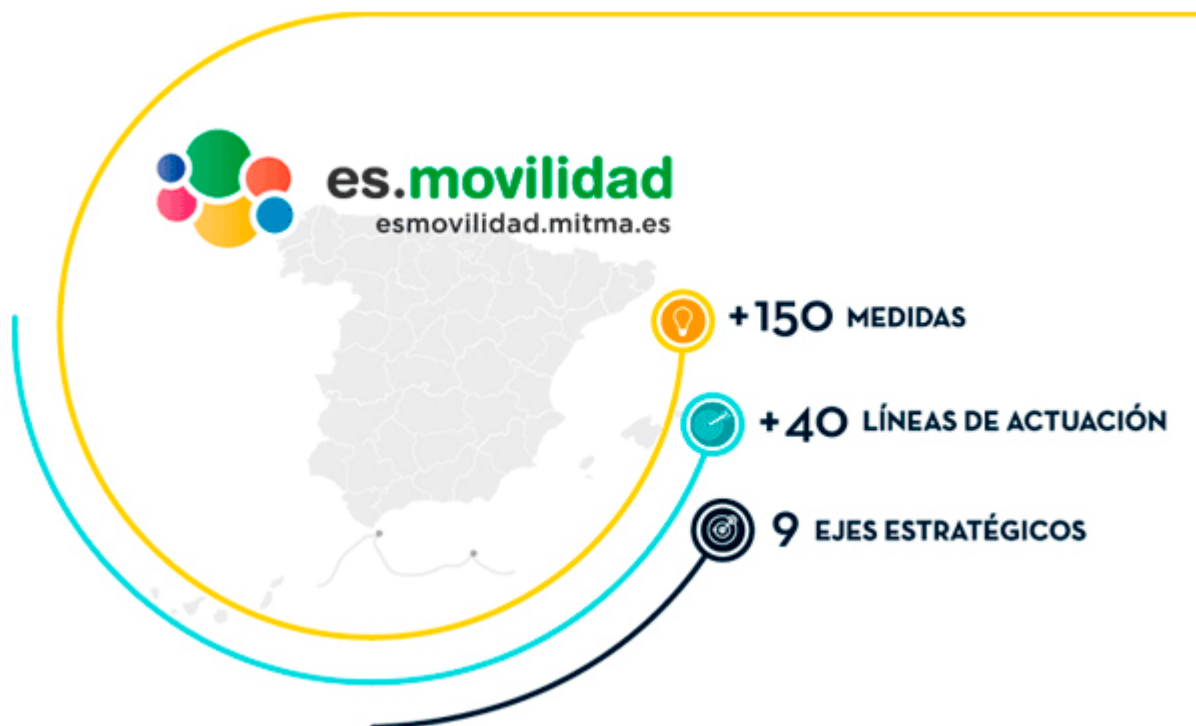 es.movilidad
esmovilidad.mitma.es
+150 MEDIDAS
+40 LÍNEAS DE ACTUACIÓN
9 EJES ESTRATÉGICOS